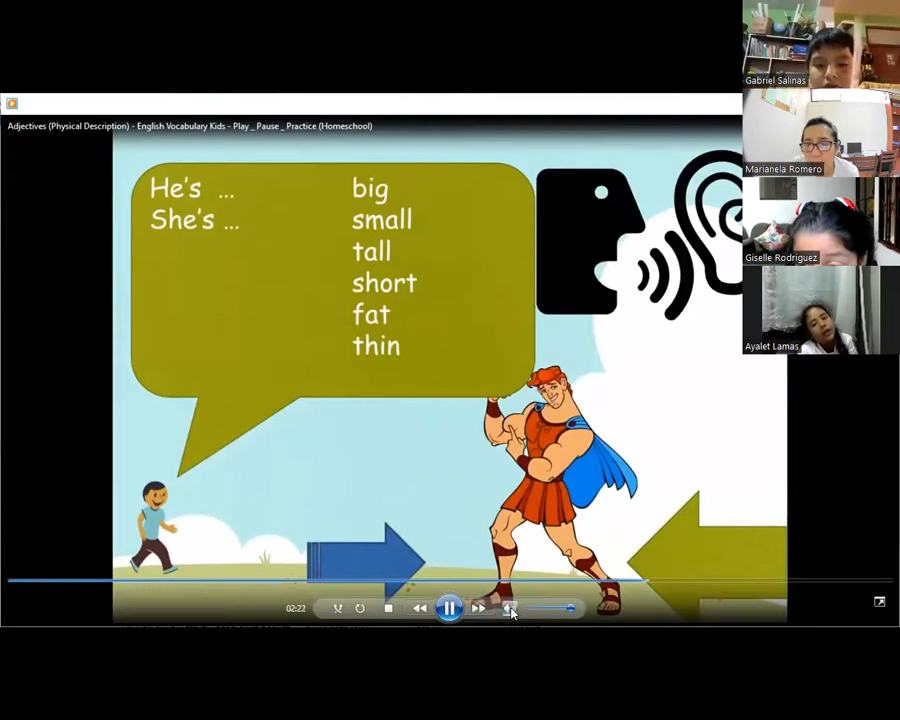 Gabriel Salinas
Marianela Romero
Giselle Rodriguez
Ayalet Lamas
Adjectives (Physical Description) - English Vocabulary Kids - Play _ Pause _ Practice (Homeschool)
He's ... big
She's ... small
tall
short
fat
thin
02:22